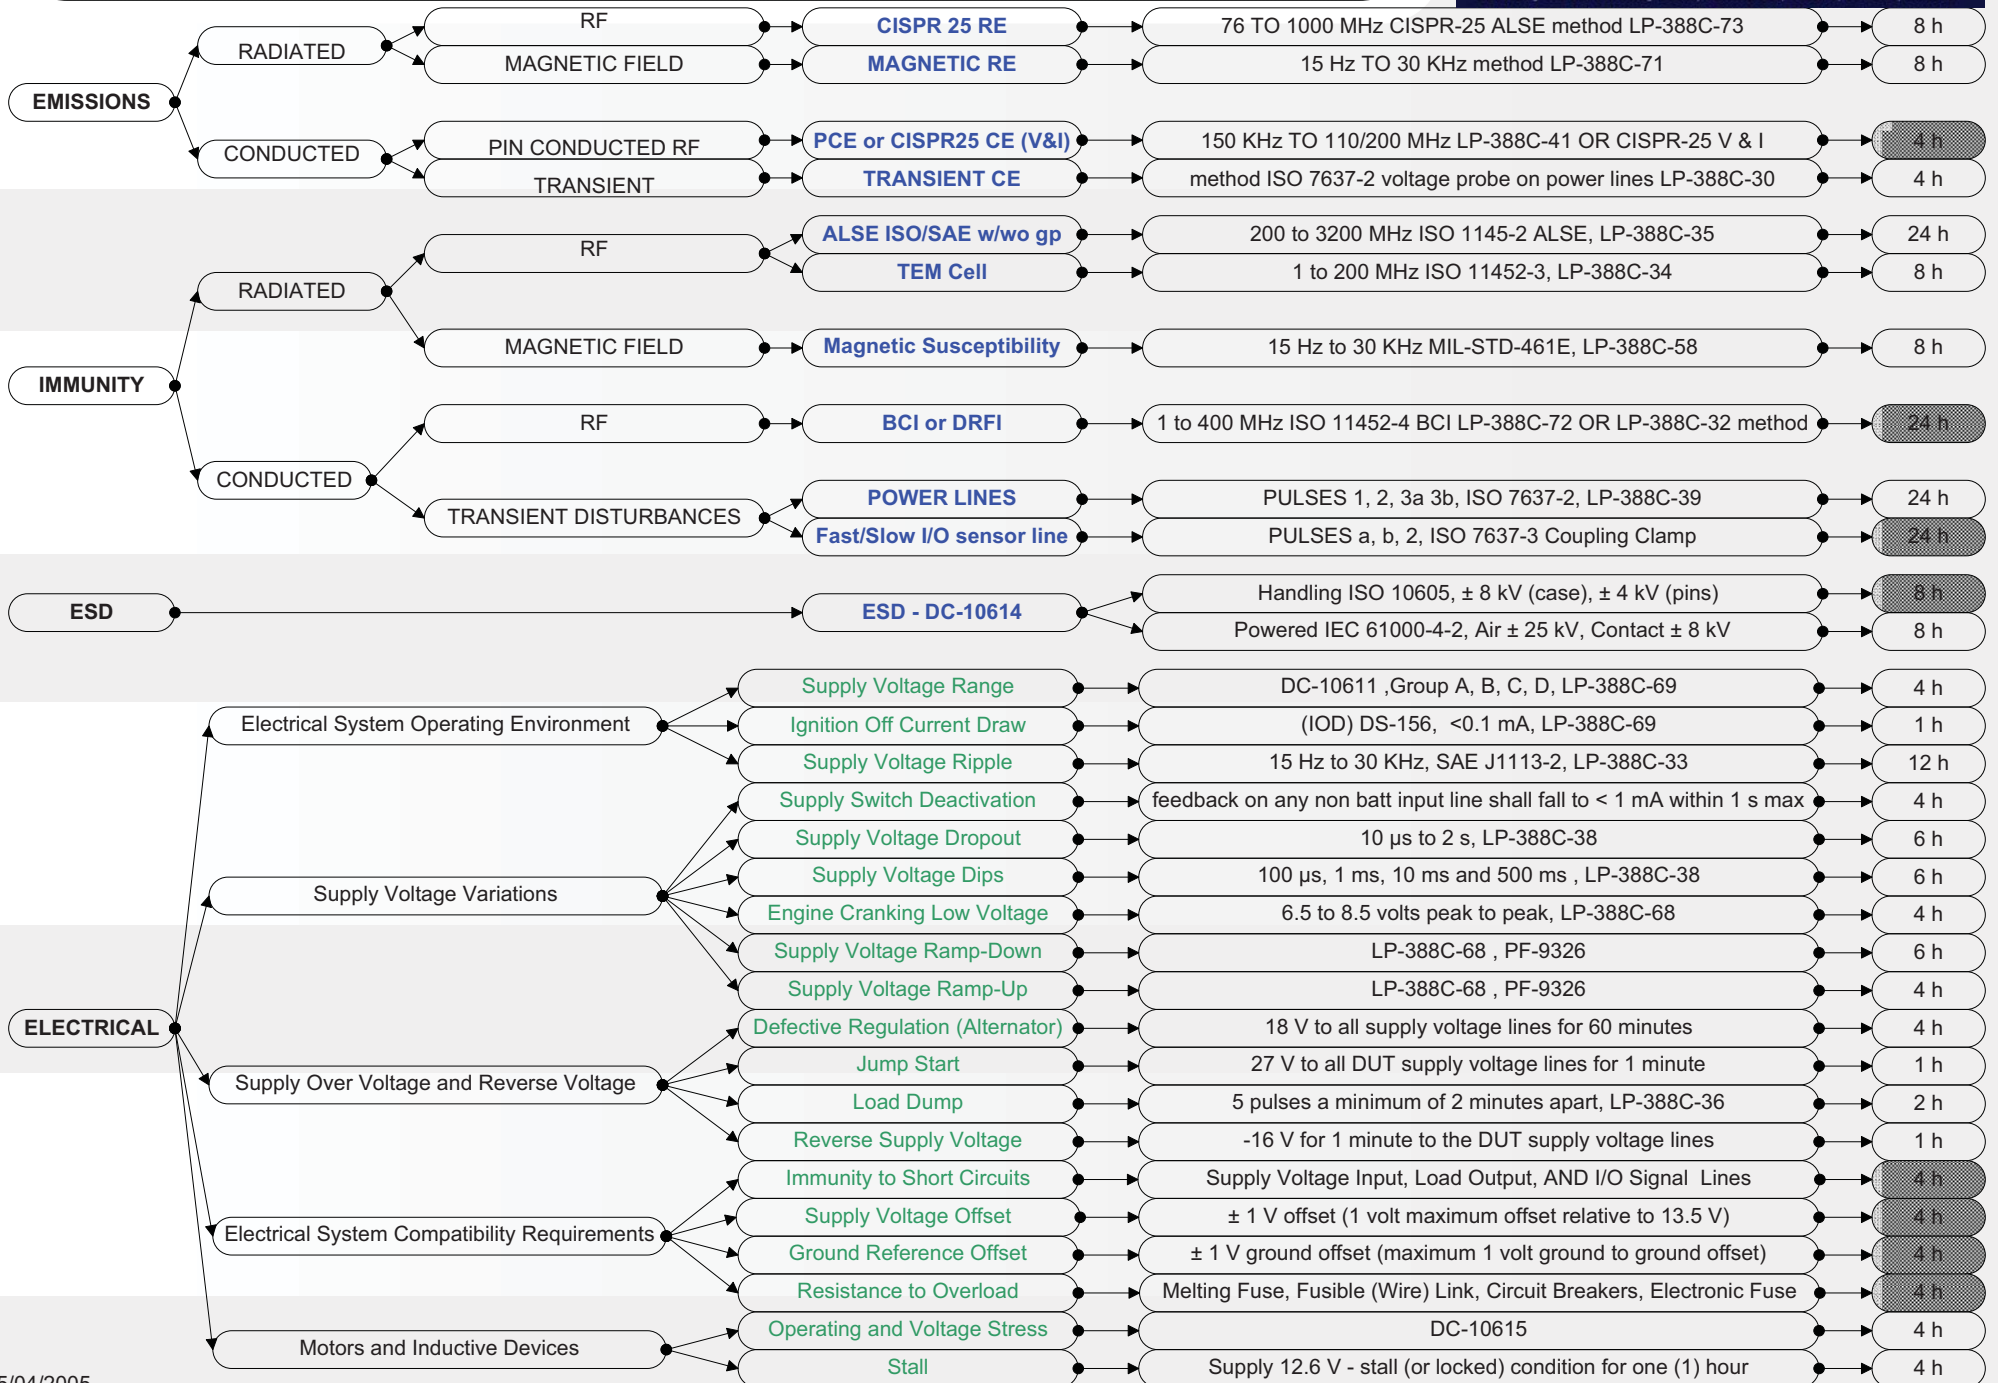 RF
CISPR 25 RE
76 TO 1000 MHz CISPR-25 ALSE method LP-388C-73
8 h
RADIATED
MAGNETIC FIELD
MAGNETIC RE
15 Hz TO 30 KHz method LP-388C-71
8 h
EMISSIONS
PIN CONDUCTED RF
PCE or CISPR25 CE (V&I)
150 KHz TO 110/200 MHz LP-388C-41 OR CISPR-25 V & I
4 h
CONDUCTED
TRANSIENT
TRANSIENT CE
method ISO 7637-2 voltage probe on power lines LP-388C-30
4 h
RF
ALSE ISO/SAE w/wo gp
200 to 3200 MHz ISO 1145-2 ALSE, LP-388C-35
24 h
TEM Cell
1 to 200 MHz ISO 11452-3, LP-388C-34
8 h
RADIATED
MAGNETIC FIELD
Magnetic Susceptibility
15 Hz to 30 KHz MIL-STD-461E, LP-388C-58
8 h
IMMUNITY
RF
BCI or DRFI
1 to 400 MHz ISO 11452-4 BCI LP-388C-72 OR LP-388C-32 method
24 h
CONDUCTED
TRANSIENT DISTURBANCES
POWER LINES
PULSES 1, 2, 3a 3b, ISO 7637-2, LP-388C-39
24 h
Fast/Slow I/O sensor line
PULSES a, b, 2, ISO 7637-3 Coupling Clamp
24 h
ESD
ESD - DC-10614
Handling ISO 10605, ± 8 kV (case), ± 4 kV (pins)
8 h
Powered IEC 61000-4-2, Air ± 25 kV, Contact ± 8 kV
8 h
Supply Voltage Range
DC-10611 ,Group A, B, C, D, LP-388C-69
4 h
Electrical System Operating Environment
Ignition Off Current Draw
(IOD) DS-156, <0.1 mA, LP-388C-69
1 h
Supply Voltage Ripple
15 Hz to 30 KHz, SAE J1113-2, LP-388C-33
12 h
Supply Switch Deactivation
feedback on any non batt input line shall fall to < 1 mA within 1 s max
4 h
Supply Voltage Dropout
10 µs to 2 s, LP-388C-38
6 h
Supply Voltage Variations
Supply Voltage Dips
100 µs, 1 ms, 10 ms and 500 ms , LP-388C-38
6 h
Engine Cranking Low Voltage
6.5 to 8.5 volts peak to peak, LP-388C-68
4 h
Supply Voltage Ramp-Down
LP-388C-68 , PF-9326
6 h
Supply Voltage Ramp-Up
LP-388C-68 , PF-9326
4 h
ELECTRICAL
Defective Regulation (Alternator)
18 V to all supply voltage lines for 60 minutes
4 h
Supply Over Voltage and Reverse Voltage
Jump Start
27 V to all DUT supply voltage lines for 1 minute
1 h
Load Dump
5 pulses a minimum of 2 minutes apart, LP-388C-36
2 h
Reverse Supply Voltage
-16 V for 1 minute to the DUT supply voltage lines
1 h
Immunity to Short Circuits
Supply Voltage Input, Load Output, AND I/O Signal Lines
4 h
Electrical System Compatibility Requirements
Supply Voltage Offset
± 1 V offset (1 volt maximum offset relative to 13.5 V)
4 h
Ground Reference Offset
± 1 V ground offset (maximum 1 volt ground to ground offset)
4 h
Resistance to Overload
Melting Fuse, Fusible (Wire) Link, Circuit Breakers, Electronic Fuse
4 h
Motors and Inductive Devices
Operating and Voltage Stress
DC-10615
4 h
Stall
Supply 12.6 V - stall (or locked) condition for one (1) hour
4 h
5/04/2005